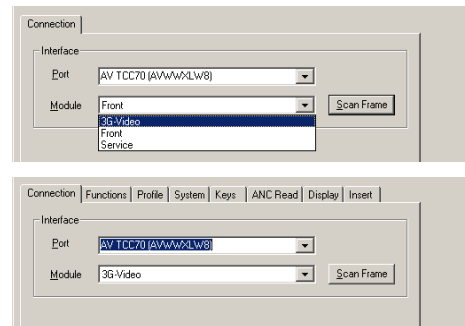 Connection
Interface
Port AV TCC70 (AVWWXLW8)
Module Front Scan Frame
3G-Video
Front
Service
Connection Functions Profile System Keys ANC Read Display Insert
Interface
Port AV TCC70 (AVWWXLW8)
Module 3G-Video Scan Frame